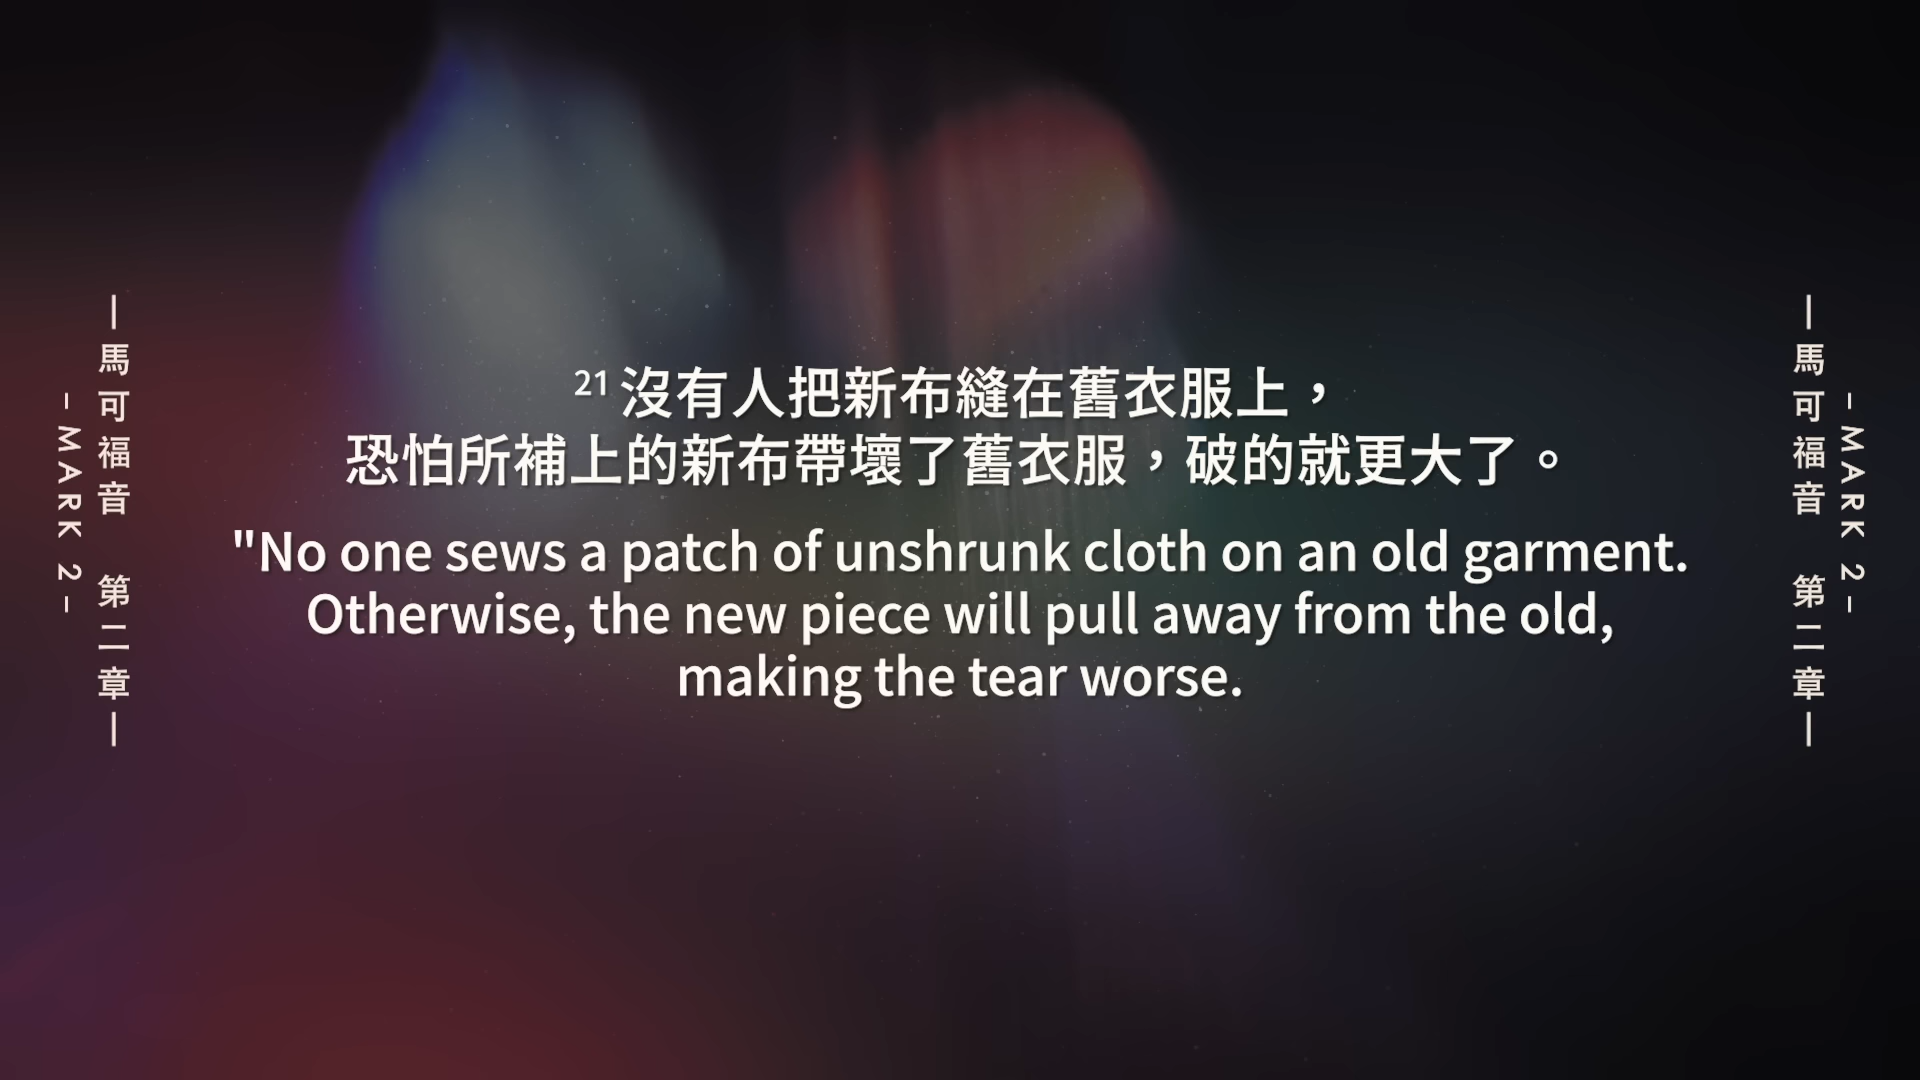 —馬可福音 第二章—
– MARK 2 –
21 沒有人把新布縫在舊衣服上，
恐怕所補上的新布帶壞了舊衣服，破的就更大了。
"No one sews a patch of unshrunk cloth on an old garment.
Otherwise, the new piece will pull away from the old,
making the tear worse.
—馬可福音 第二章—
– MARK 2 –